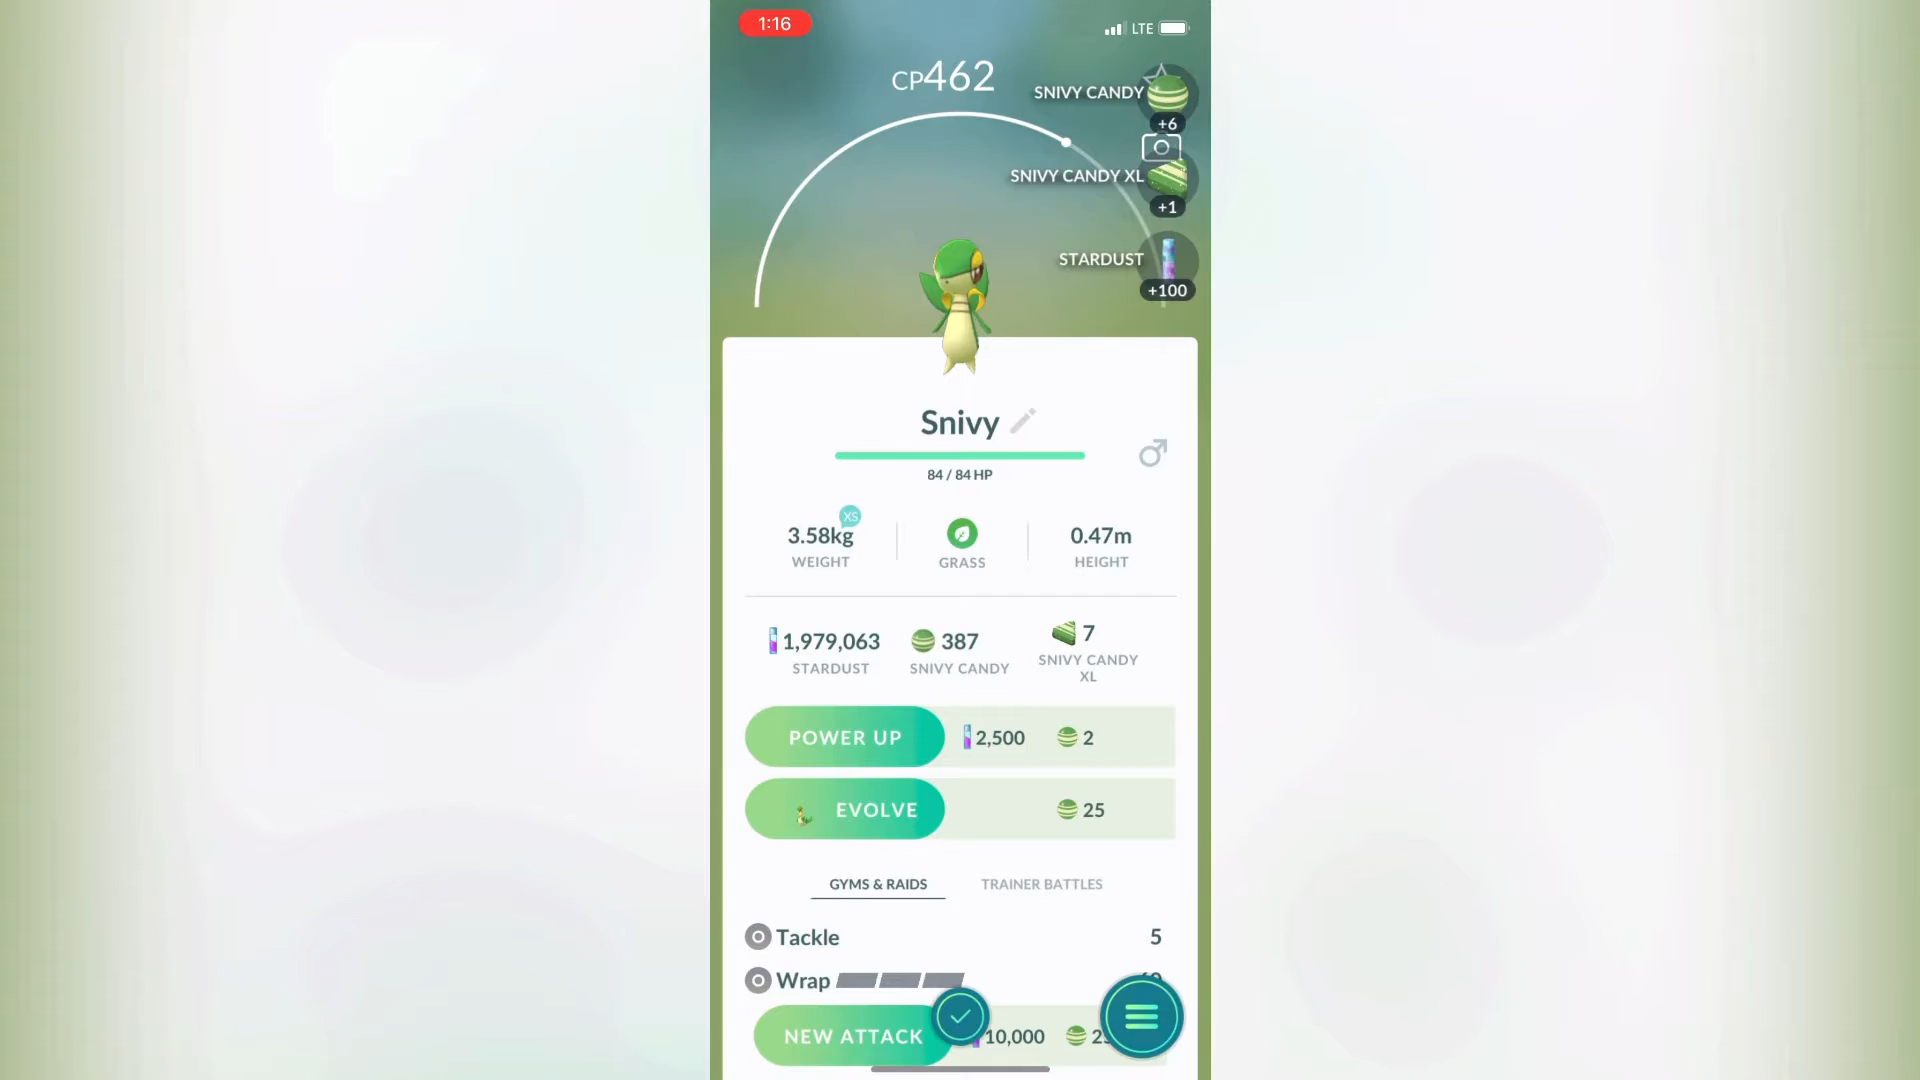 1:16
LTE
CP462
SNIVY CANDY
+6
SNIVY CANDY XL
+1
STARDUST
+100
Snivy
84 / 84 HP
XS
3.58kg
WEIGHT
GRASS
0.47m
HEIGHT
1,979,063
STARDUST
387
SNIVY CANDY
7
SNIVY CANDY
XL
POWER UP
2,500
2
EVOLVE
25
GYMS & RAIDS
TRAINER BATTLES
Tackle
5
Wrap
NEW ATTACK
10,000